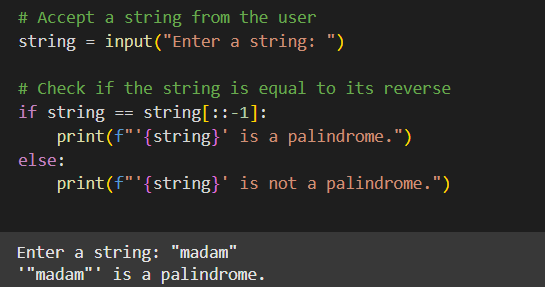 # Accept a string from the user
string = input("Enter a string: ")
# Check if the string is equal to its reverse
if string == string[::-1]:
    print(f"'{string}' is a palindrome.")
else:
    print(f"'{string}' is not a palindrome.")
Enter a string: "madam"
'"madam"' is a palindrome.